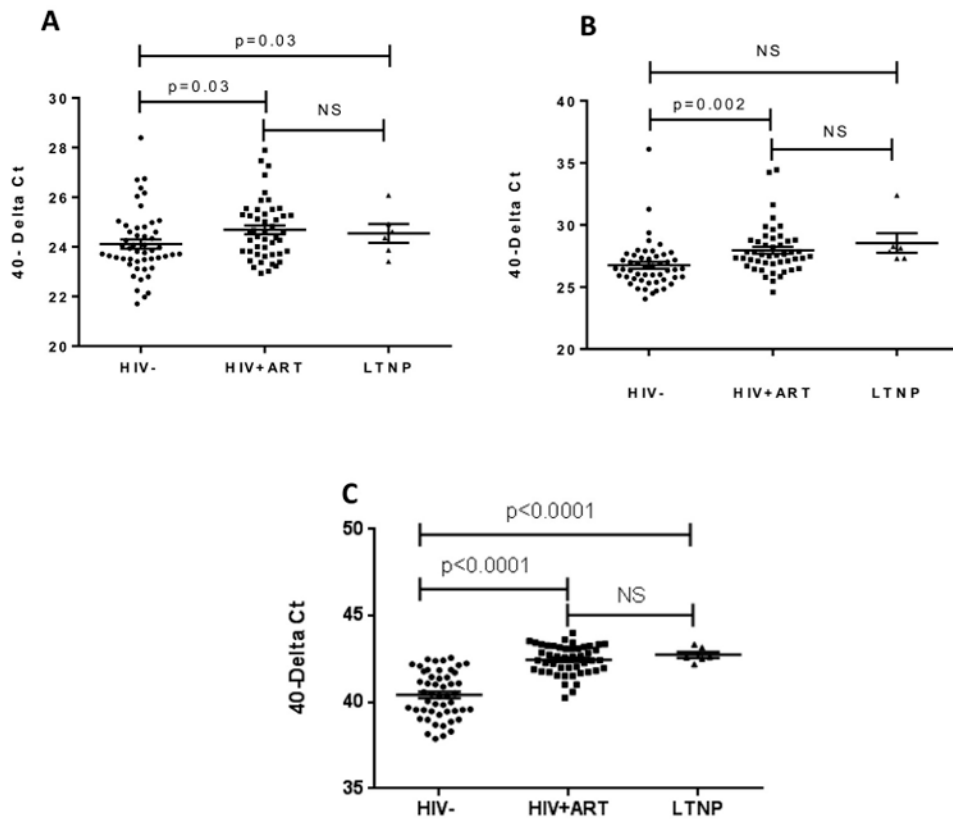 A
p=0.03
p=0.03
NS
30
28
26
24
22
20
40- Delta Ct
HIV-
HIV+ART
LTNP
B
NS
p=0.002
NS
40
35
30
25
20
40-Delta Ct
HIV-
HIV+ART
LTNP
C
p<0.0001
p<0.0001
NS
50
45
40
35
40-Delta Ct
HIV-
HIV+ART
LTNP